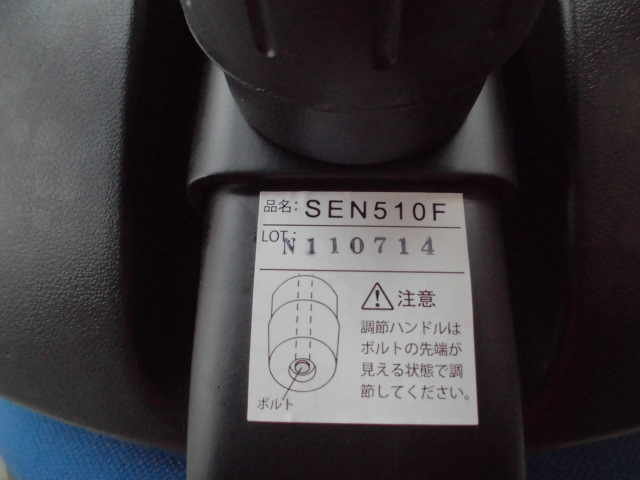 品名: SEN510F
LOT: N110714
注意
調節ハンドルは
ボルトの先端が
見える状態で調
節してください。
ボルト